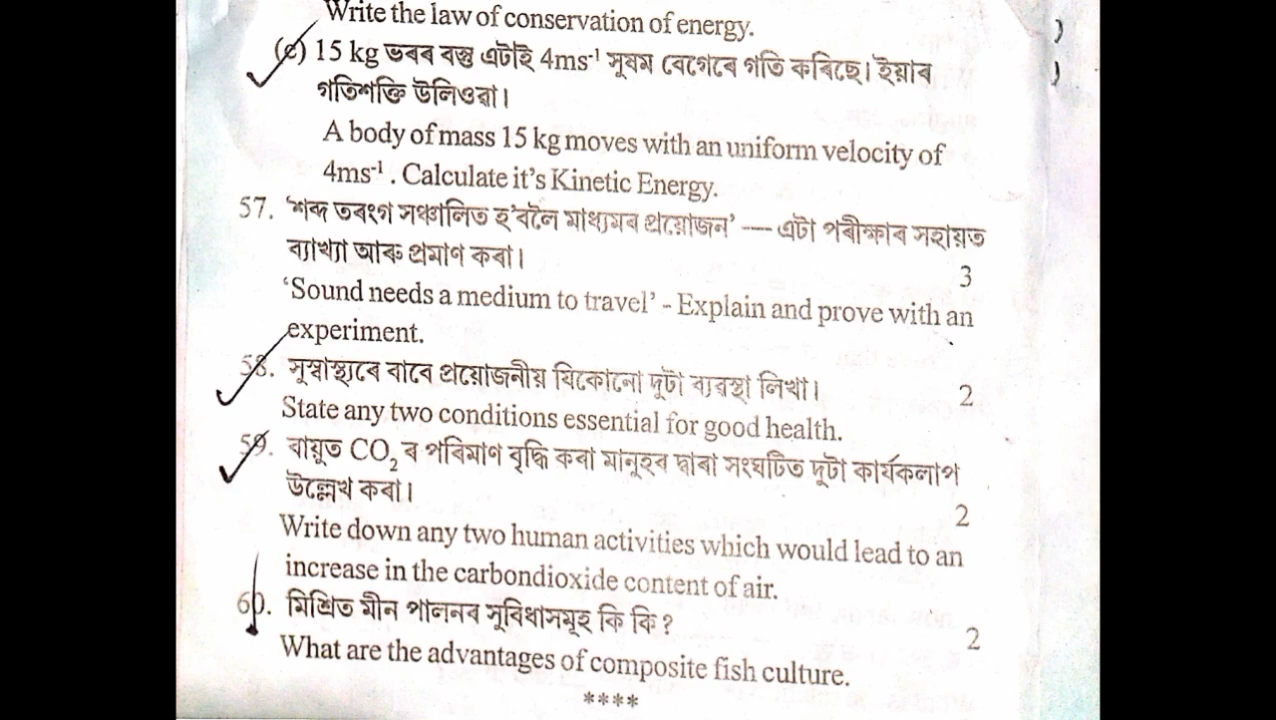 Write the law of conservation of energy.
(c) 15 kg ভৰৰ বস্তু এটাই 4ms⁻¹ সুষম বেগেৰে গতি কৰিছে। ইয়াৰ
গতিশক্তি উলিওৱা।
A body of mass 15 kg moves with an uniform velocity of
4ms⁻¹ . Calculate it's Kinetic Energy.
57. 'শব্দ তৰংগ সঞ্চালিত হ'বলৈ মাধ্যমৰ প্ৰয়োজন' — এটা পৰীক্ষাৰ সহায়ত
ব্যাখ্যা আৰু প্ৰমাণ কৰা। 3
'Sound needs a medium to travel' - Explain and prove with an
experiment.
58. সুস্বাস্থ্যৰে বাবে প্ৰয়োজনীয় যিকোনো দুটা ব্যৱস্থা লিখা। 2
State any two conditions essential for good health.
59. বায়ুত CO₂ ৰ পৰিমাণ বৃদ্ধি কৰা মানুহৰ দ্বাৰা সংঘটিত দুটা কাৰ্যকলাপ
উল্লেখ কৰা। 2
Write down any two human activities which would lead to an
increase in the carbondioxide content of air.
60. মিশ্ৰিত মীন পালনৰ সুবিধাসমূহ কি কি ? 2
What are the advantages of composite fish culture.
****